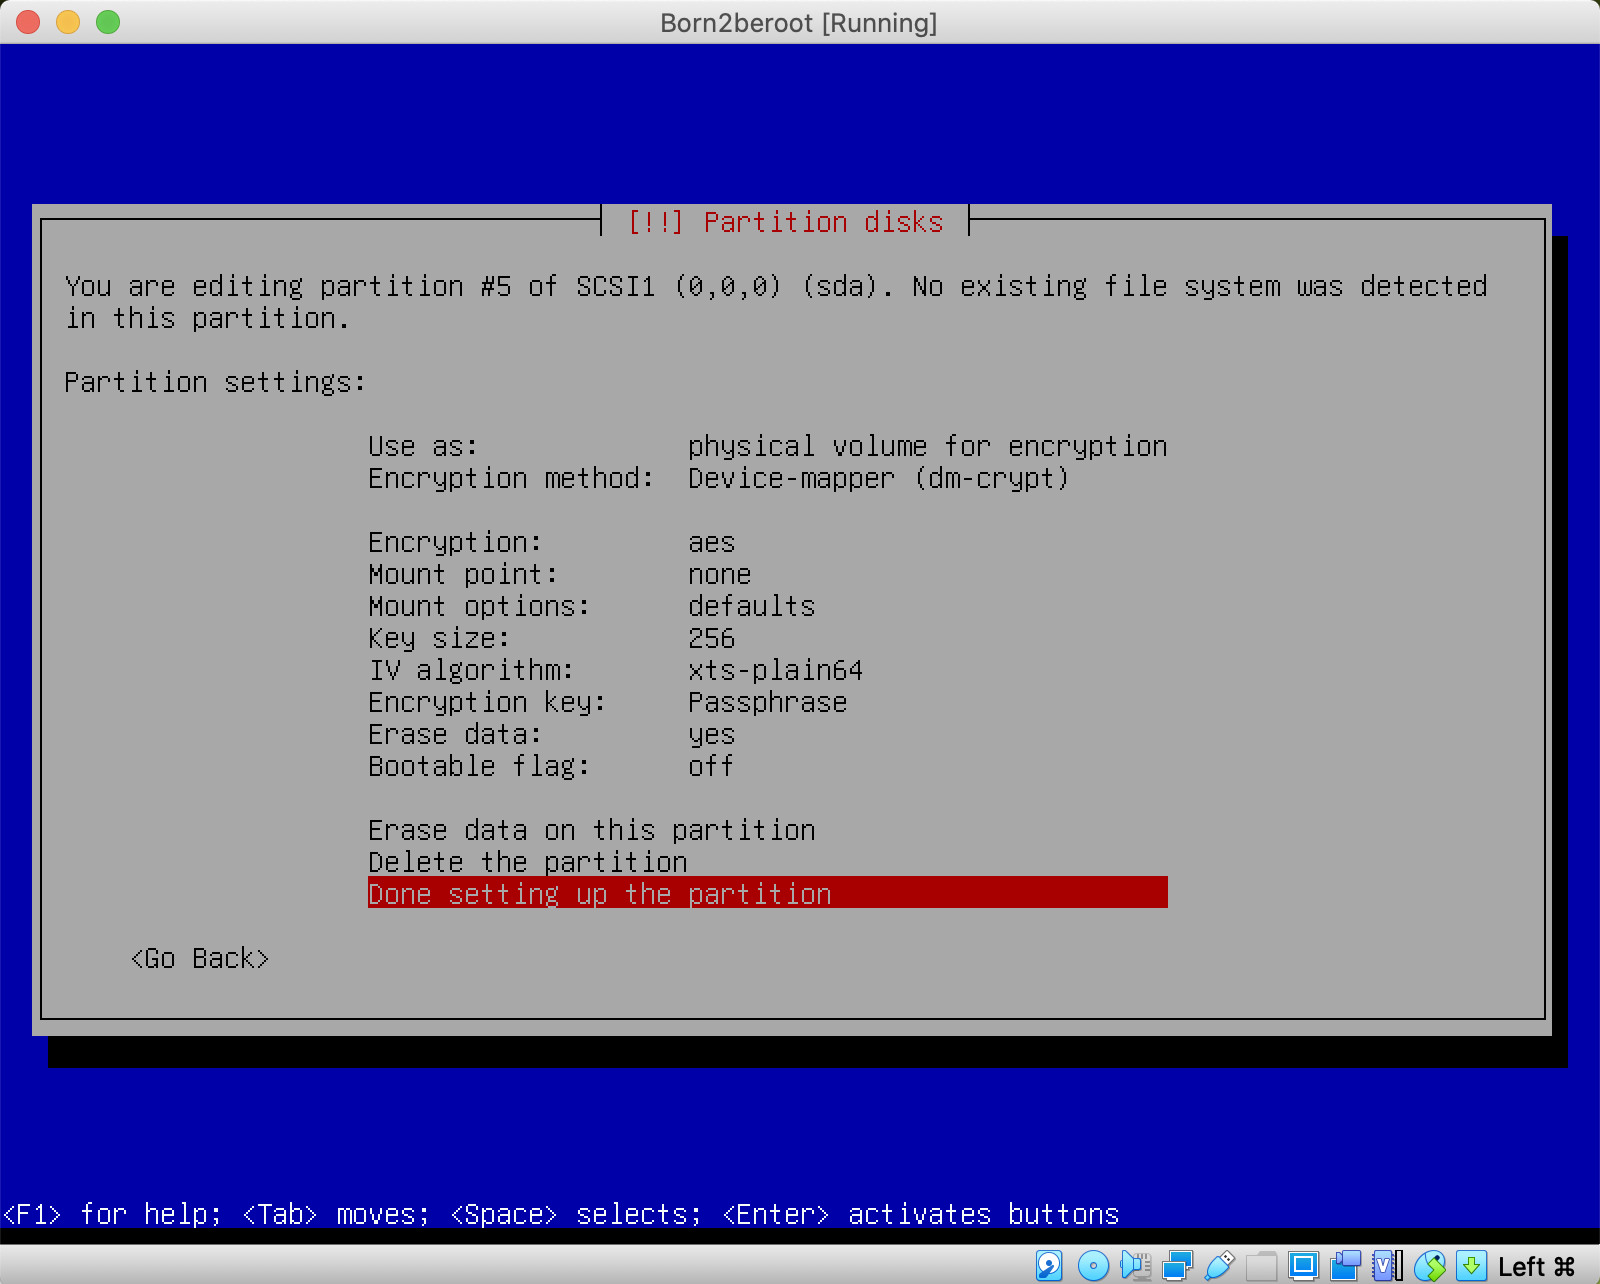 Born2beroot [Running]
[!!] Partition disks
You are editing partition #5 of SCSI1 (0,0,0) (sda). No existing file system was detected
in this partition.
Partition settings:
Use as: physical volume for encryption
Encryption method: Device-mapper (dm-crypt)
Encryption: aes
Mount point: none
Mount options: defaults
Key size: 256
IV algorithm: xts-plain64
Encryption key: Passphrase
Erase data: yes
Bootable flag: off
Erase data on this partition
Delete the partition
Done setting up the partition
<Go Back>
<F1> for help; <Tab> moves; <Space> selects; <Enter> activates buttons
Left ⌘